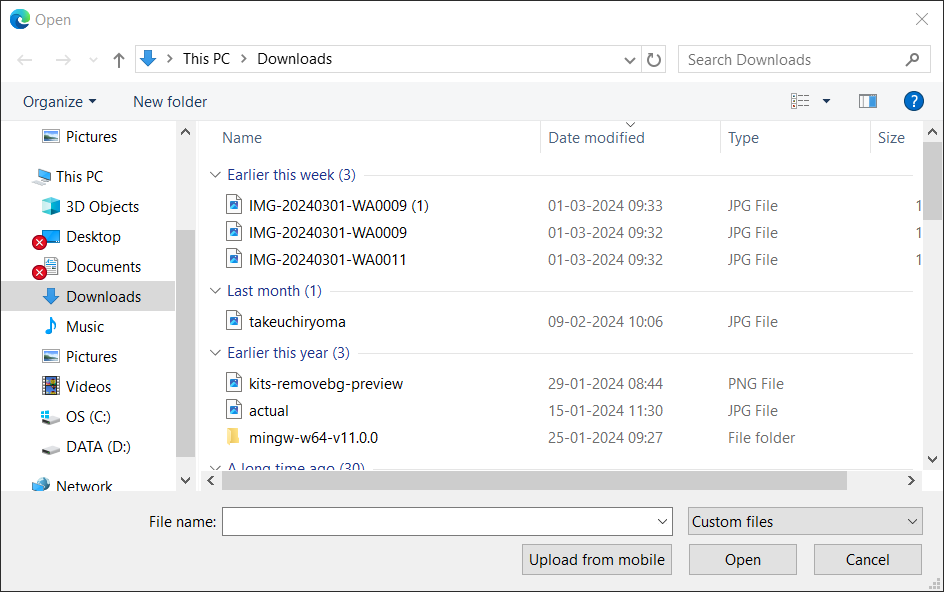 Open
This PC > Downloads
Search Downloads
Organize
New folder
?
Pictures
This PC
3D Objects
Desktop
Documents
Downloads
Music
Pictures
Videos
OS (C:)
DATA (D:)
Network
Name Date modified Type Size
Earlier this week (3)
IMG-20240301-WA0009 (1) 01-03-2024 09:33 JPG File 1
IMG-20240301-WA0009 01-03-2024 09:32 JPG File 1
IMG-20240301-WA0011 01-03-2024 09:32 JPG File 1
Last month (1)
takeuchiryoma 09-02-2024 10:06 JPG File
Earlier this year (3)
kits-removebg-preview 29-01-2024 08:44 PNG File
actual 15-01-2024 11:30 JPG File
mingw-w64-v11.0.0 25-01-2024 09:27 File folder
A long time ago (30)
File name:
Custom files
Upload from mobile
Open
Cancel